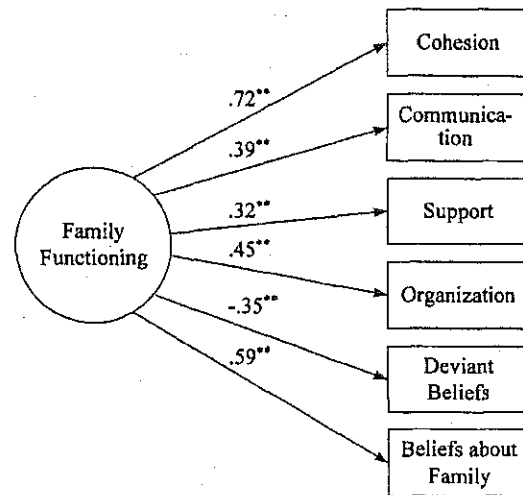 Cohesion
.72**
Communica-
tion
.39**
Support
.32**
Family
Functioning
.45**
Organization
-.35**
Deviant
Beliefs
.59**
Beliefs about
Family